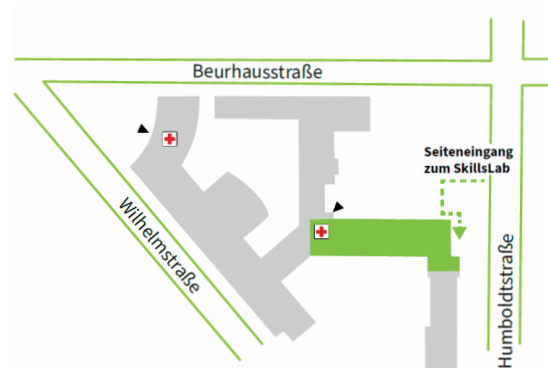 Beurhausstraße
Seiteneingang
zum SkillsLab
Wilhelmstraße
Humboldtstraße